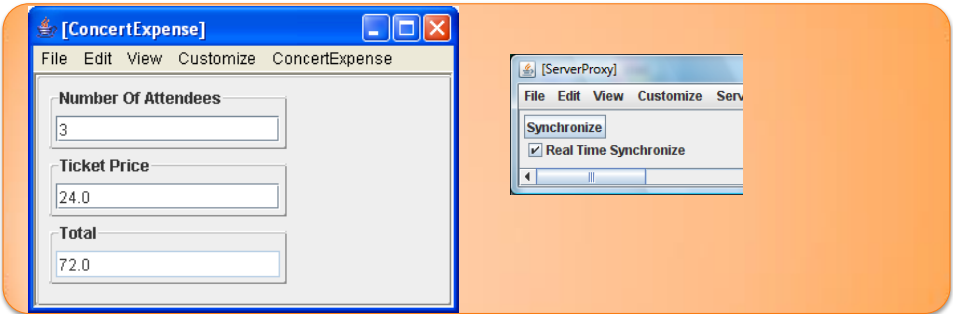 [ConcertExpense]
File Edit View Customize ConcertExpense
Number Of Attendees
3
Ticket Price
24.0
Total
72.0
[ServerProxy]
File Edit View Customize Serv
Synchronize
Real Time Synchronize